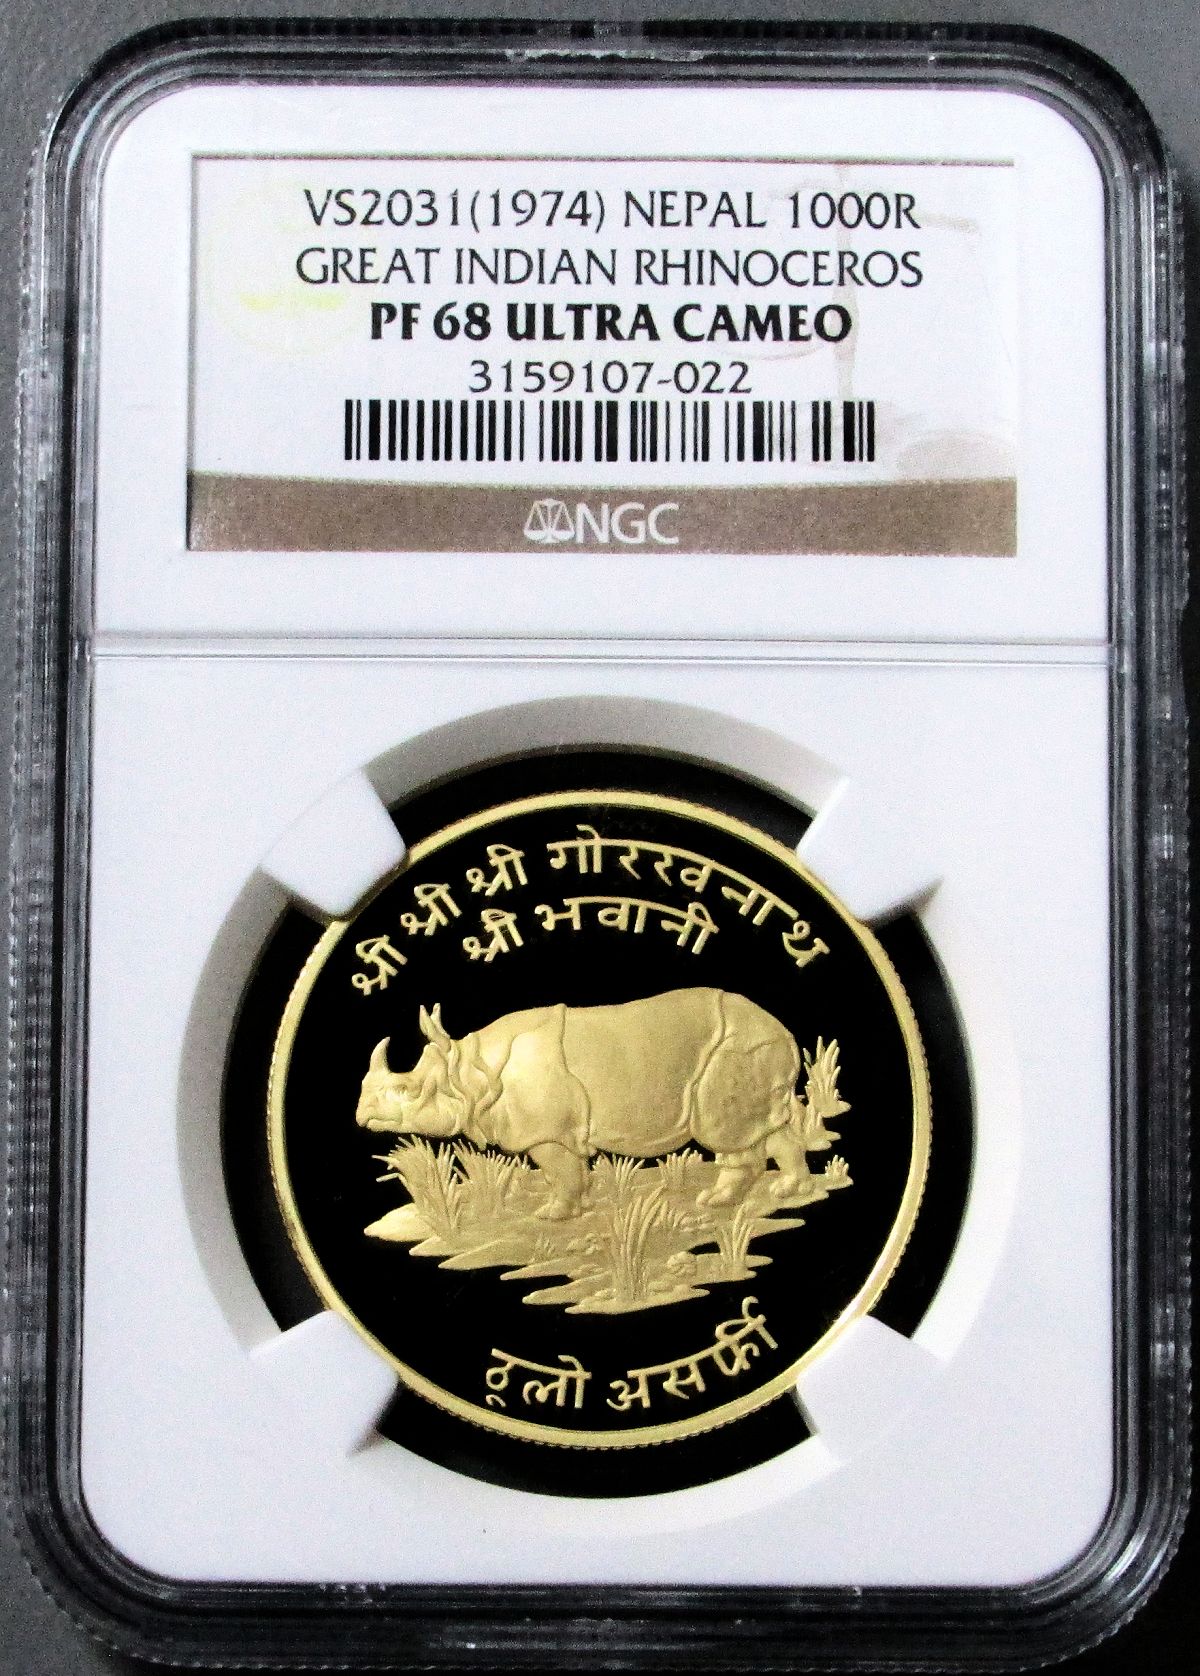 VS2031(1974) NEPAL 1000R
GREAT INDIAN RHINOCEROS
PF 68 ULTRA CAMEO
3159107-022
NGC
श्री श्री श्री गोरखनाथ
श्री भवानी
ठूलो असर्फी